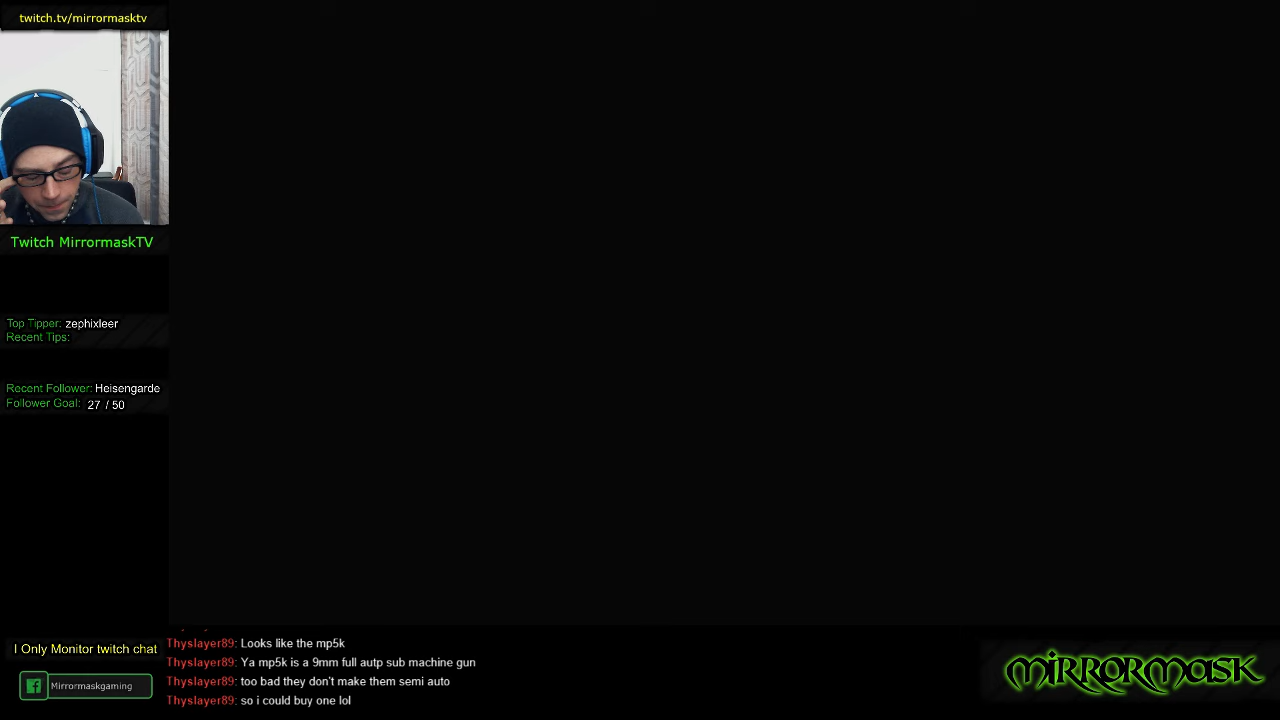 twitch.tv/mirrormasktv
Twitch MirrormaskTV
Top Tipper: zephixleer
Recent Tips:
Recent Follower: Heisengarde
Follower Goal: 27 / 50
I Only Monitor twitch chat
Mirrormaskgaming
Thyslayer89: Looks like the mp5k
Thyslayer89: Ya mp5k is a 9mm full autp sub machine gun
Thyslayer89: too bad they don't make them semi auto
Thyslayer89: so i could buy one lol
MIRRORMASK